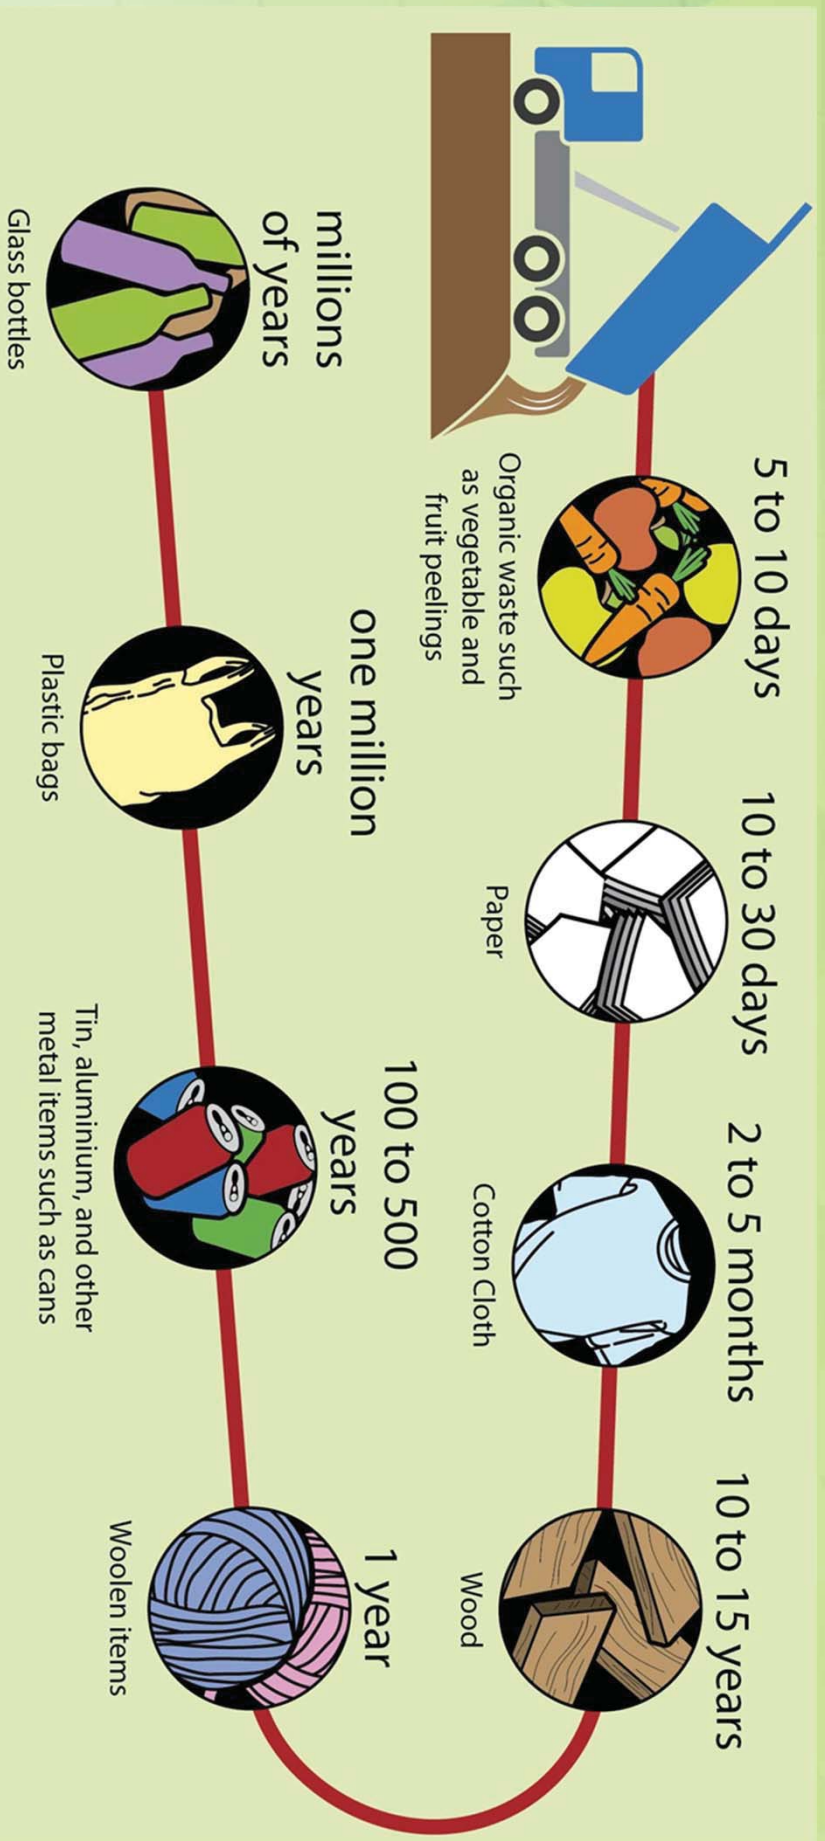 5 to 10 days
Organic waste such
as vegetable and
fruit peelings
10 to 30 days
Paper
2 to 5 months
Cotton Cloth
10 to 15 years
Wood
1 year
Woolen items
100 to 500
years
Tin, aluminium, and other
metal items such as cans
one million
years
Plastic bags
millions
of years
Glass bottles